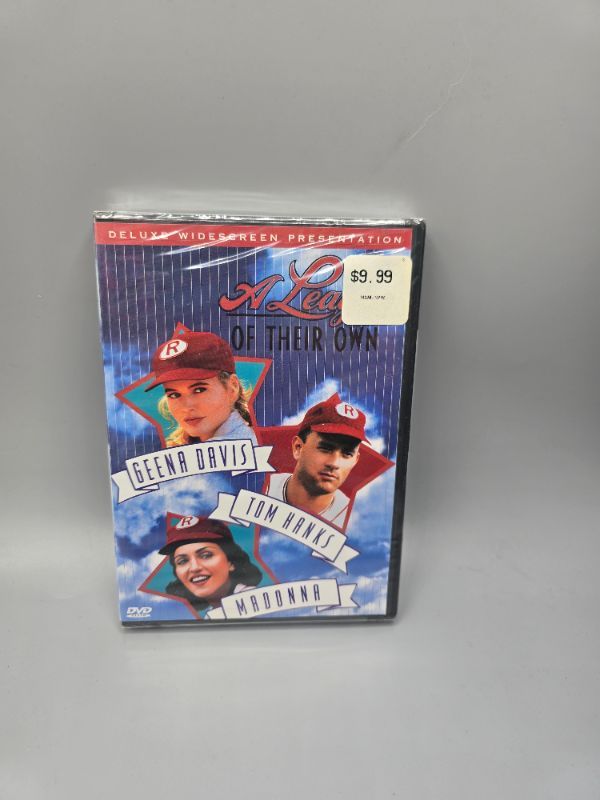 DELUXE WIDESCREEN PRESENTATION
$9.99
A Leag
OF THEIR OWN
R
GEENA DAVIS
R
TOM HANKS
R
MADONNA
DVD